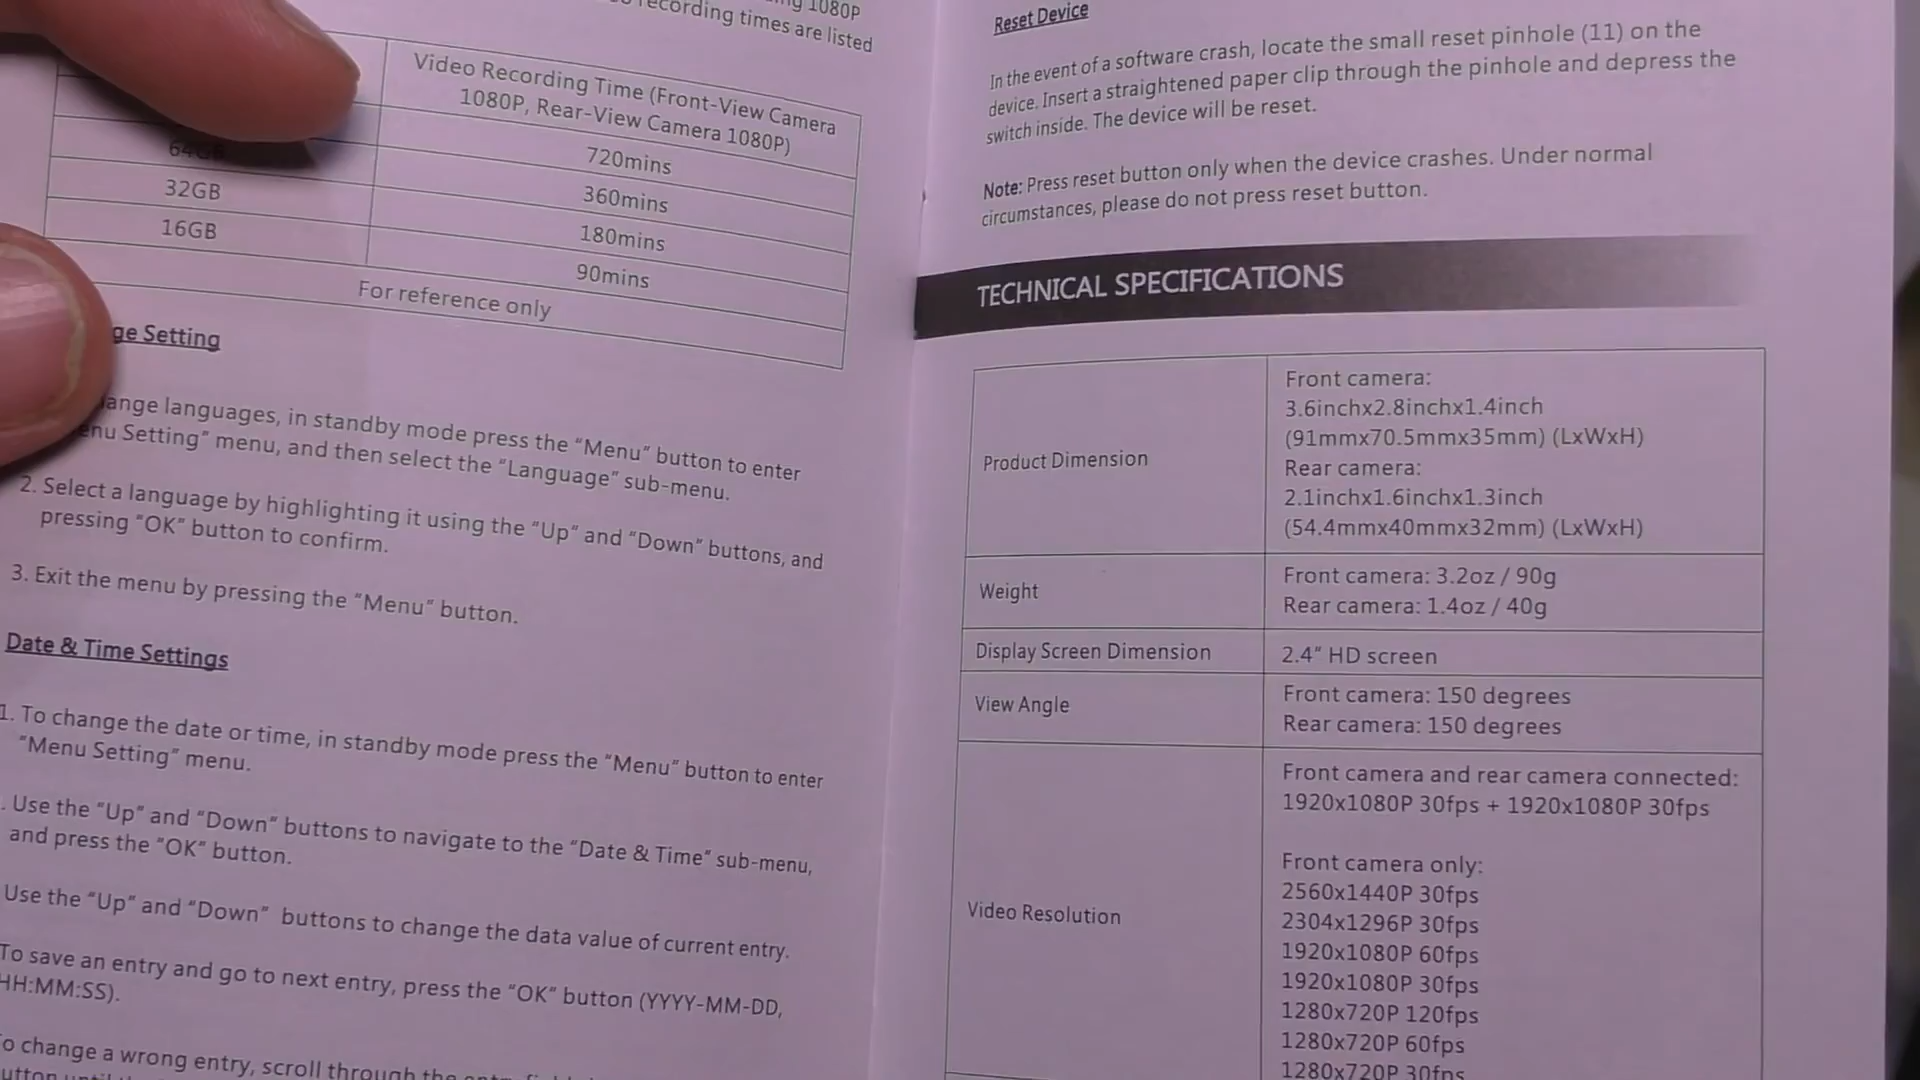 1080P
recording times are listed
Video Recording Time (Front-View Camera
1080P, Rear-View Camera 1080P)
720mins
64GB
360mins
32GB
180mins
16GB
90mins
For reference only
ge Setting
ange languages, in standby mode press the “Menu” button to enter
enu Setting” menu, and then select the “Language” sub-menu.
2. Select a language by highlighting it using the “Up” and “Down” buttons, and
pressing “OK” button to confirm.
3. Exit the menu by pressing the “Menu” button.
Date & Time Settings
1. To change the date or time, in standby mode press the “Menu” button to enter
“Menu Setting” menu.
. Use the “Up” and “Down” buttons to navigate to the “Date & Time” sub-menu,
and press the “OK” button.
Use the “Up” and “Down” buttons to change the data value of current entry.
To save an entry and go to next entry, press the “OK” button (YYYY-MM-DD,
HH:MM:SS).
o change a wrong entry, scroll through the
Reset Device
In the event of a software crash, locate the small reset pinhole (11) on the
device. Insert a straightened paper clip through the pinhole and depress the
switch inside. The device will be reset.
Note: Press reset button only when the device crashes. Under normal
circumstances, please do not press reset button.
TECHNICAL SPECIFICATIONS
Product Dimension
Front camera:
3.6inchx2.8inchx1.4inch
(91mmx70.5mmx35mm) (LxWxH)
Rear camera:
2.1inchx1.6inchx1.3inch
(54.4mmx40mmx32mm) (LxWxH)
Weight
Front camera: 3.2oz / 90g
Rear camera: 1.4oz / 40g
Display Screen Dimension
2.4” HD screen
View Angle
Front camera: 150 degrees
Rear camera: 150 degrees
Video Resolution
Front camera and rear camera connected:
1920x1080P 30fps + 1920x1080P 30fps
Front camera only:
2560x1440P 30fps
2304x1296P 30fps
1920x1080P 60fps
1920x1080P 30fps
1280x720P 120fps
1280x720P 60fps
1280x720P 30fps